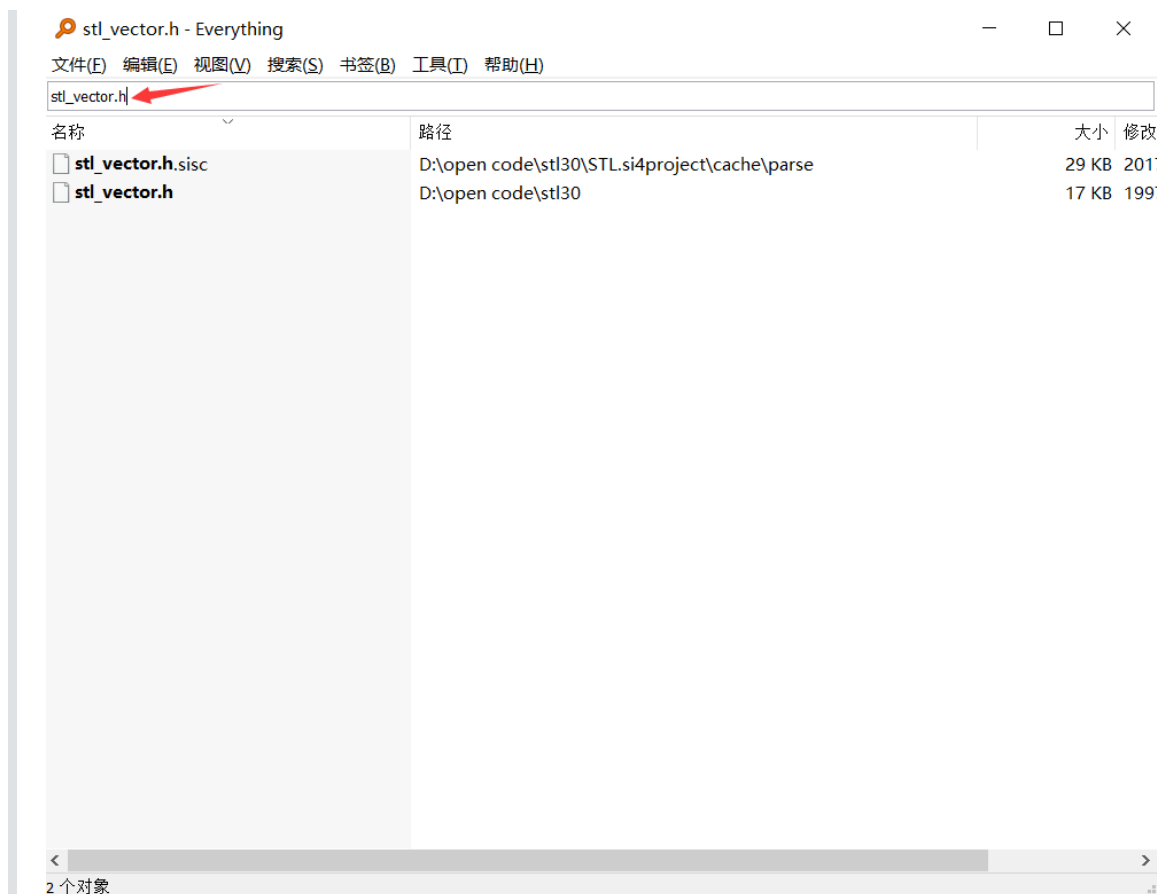 stl_vector.h - Everything
文件(F) 编辑(E) 视图(V) 搜索(S) 书签(B) 工具(T) 帮助(H)
stl_vector.h
名称 路径 大小 修改
stl_vector.h.sisc D:\open code\stl30\STL.si4project\cache\parse 29 KB 201
stl_vector.h D:\open code\stl30 17 KB 199
2 个对象